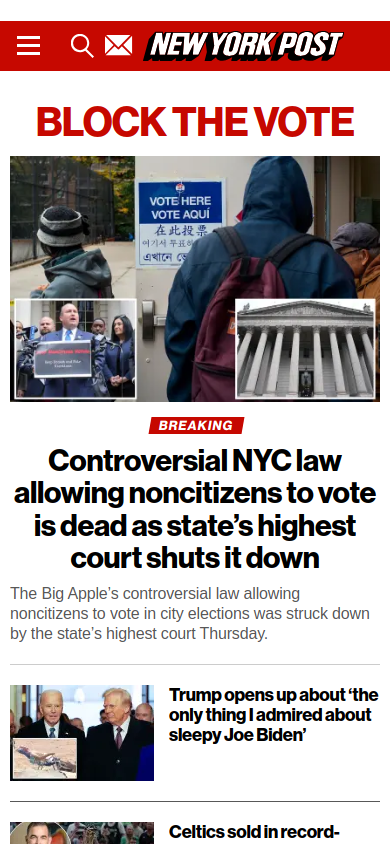 NEW YORK POST
BLOCK THE VOTE
VOTE HERE
VOTE AQUÍ
在此投票
BREAKING
Controversial NYC law
allowing noncitizens to vote
is dead as state's highest
court shuts it down
The Big Apple's controversial law allowing
noncitizens to vote in city elections was struck down
by the state's highest court Thursday.
Trump opens up about ‘the
only thing I admired about
sleepy Joe Biden’
Celtics sold in record-